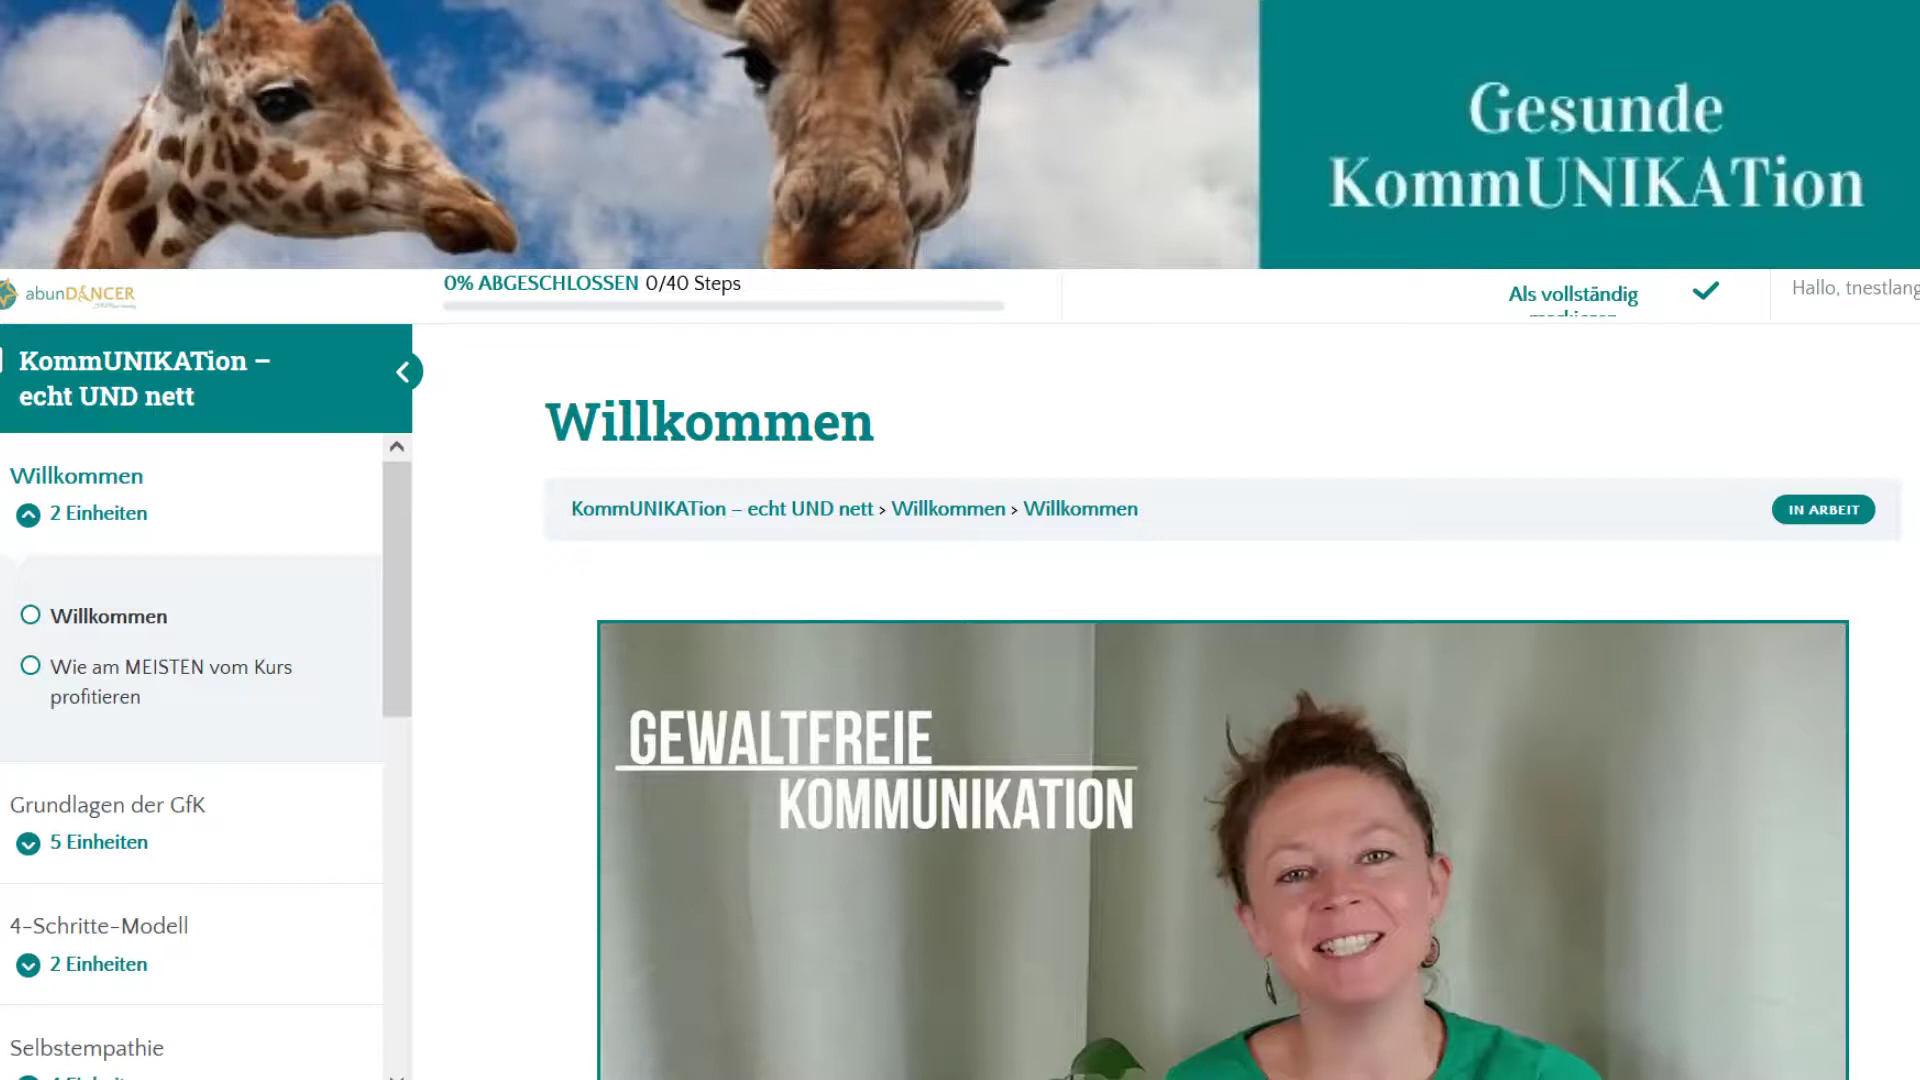 Gesunde
KommUNIKATion
abunDANCER
0% ABGESCHLOSSEN 0/40 Steps
Als vollständig
Hallo, tnestlang
KommUNIKATion –
echt UND nett
Willkommen
2 Einheiten
Willkommen
Wie am MEISTEN vom Kurs
profitieren
Grundlagen der GfK
5 Einheiten
4-Schritte-Modell
2 Einheiten
Selbstempathie
Willkommen
KommUNIKATion – echt UND nett › Willkommen › Willkommen
IN ARBEIT
GEWALTFREIE
KOMMUNIKATION